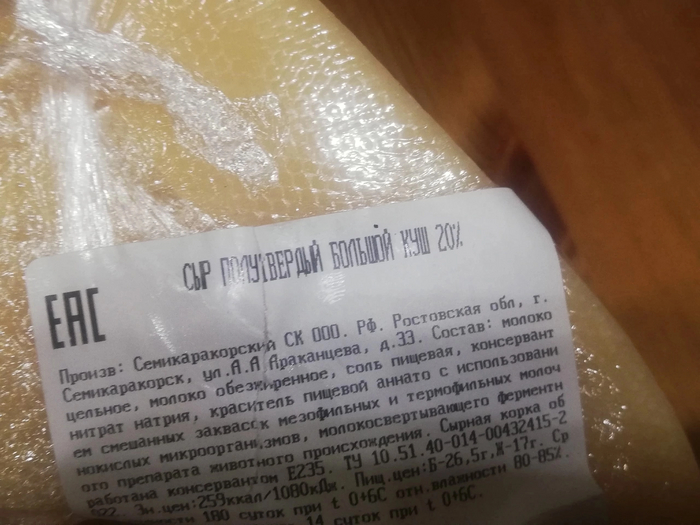 СЫР ПОЛУТВЕРДЫЙ БОЛЬШОЙ КУШ 20%
ЕАС
Произв: Семикаракорский СК ООО. РФ. Ростовская обл, г.
Семикаракорск, ул.А.А Араканцева, д.33. Состав: молоко
цельное, молоко обезжиренное, соль пищевая, консервант
нитрат натрия, краситель пищевой аннато с использовани
ем смешанных заквасок мезофильных и термофильных молоч
нокислых микроорганизмов, молокосвертывающего ферментн
ого препарата животного происхождения. Сырная корка об
работана консервантом Е235. ТУ 10.51.40-014-00432415-2
022. Эн.цен:259ккал/1080кДж. Пищ.цен:Б-26,5г,Ж-17г. Ср
180 суток при t 0+6С отн.влажности 80-85%.
14 суток при t 0+6С.